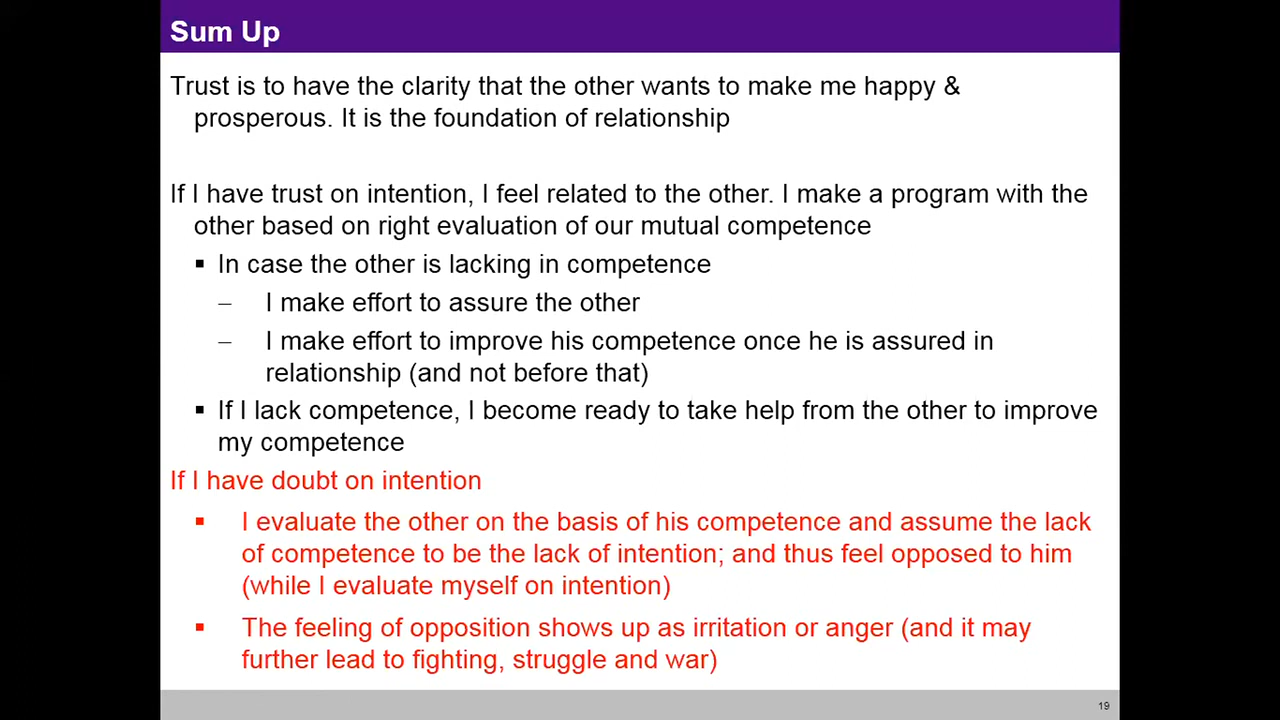 Sum Up
Trust is to have the clarity that the other wants to make me happy &
prosperous. It is the foundation of relationship
If I have trust on intention, I feel related to the other. I make a program with the
other based on right evaluation of our mutual competence
▪ In case the other is lacking in competence
– I make effort to assure the other
– I make effort to improve his competence once he is assured in
relationship (and not before that)
▪ If I lack competence, I become ready to take help from the other to improve
my competence
If I have doubt on intention
▪ I evaluate the other on the basis of his competence and assume the lack
of competence to be the lack of intention; and thus feel opposed to him
(while I evaluate myself on intention)
▪ The feeling of opposition shows up as irritation or anger (and it may
further lead to fighting, struggle and war)
19